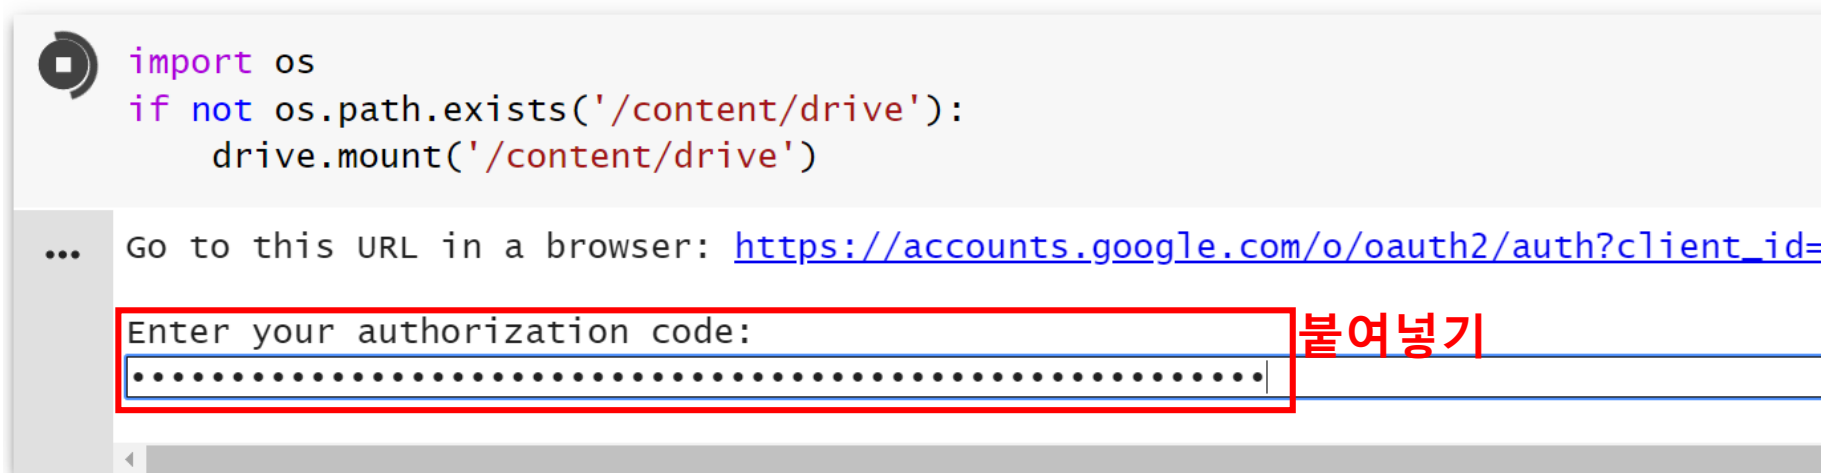 import os
if not os.path.exists('/content/drive'):
    drive.mount('/content/drive')
Go to this URL in a browser: https://accounts.google.com/o/oauth2/auth?client_id=
Enter your authorization code:
붙여넣기